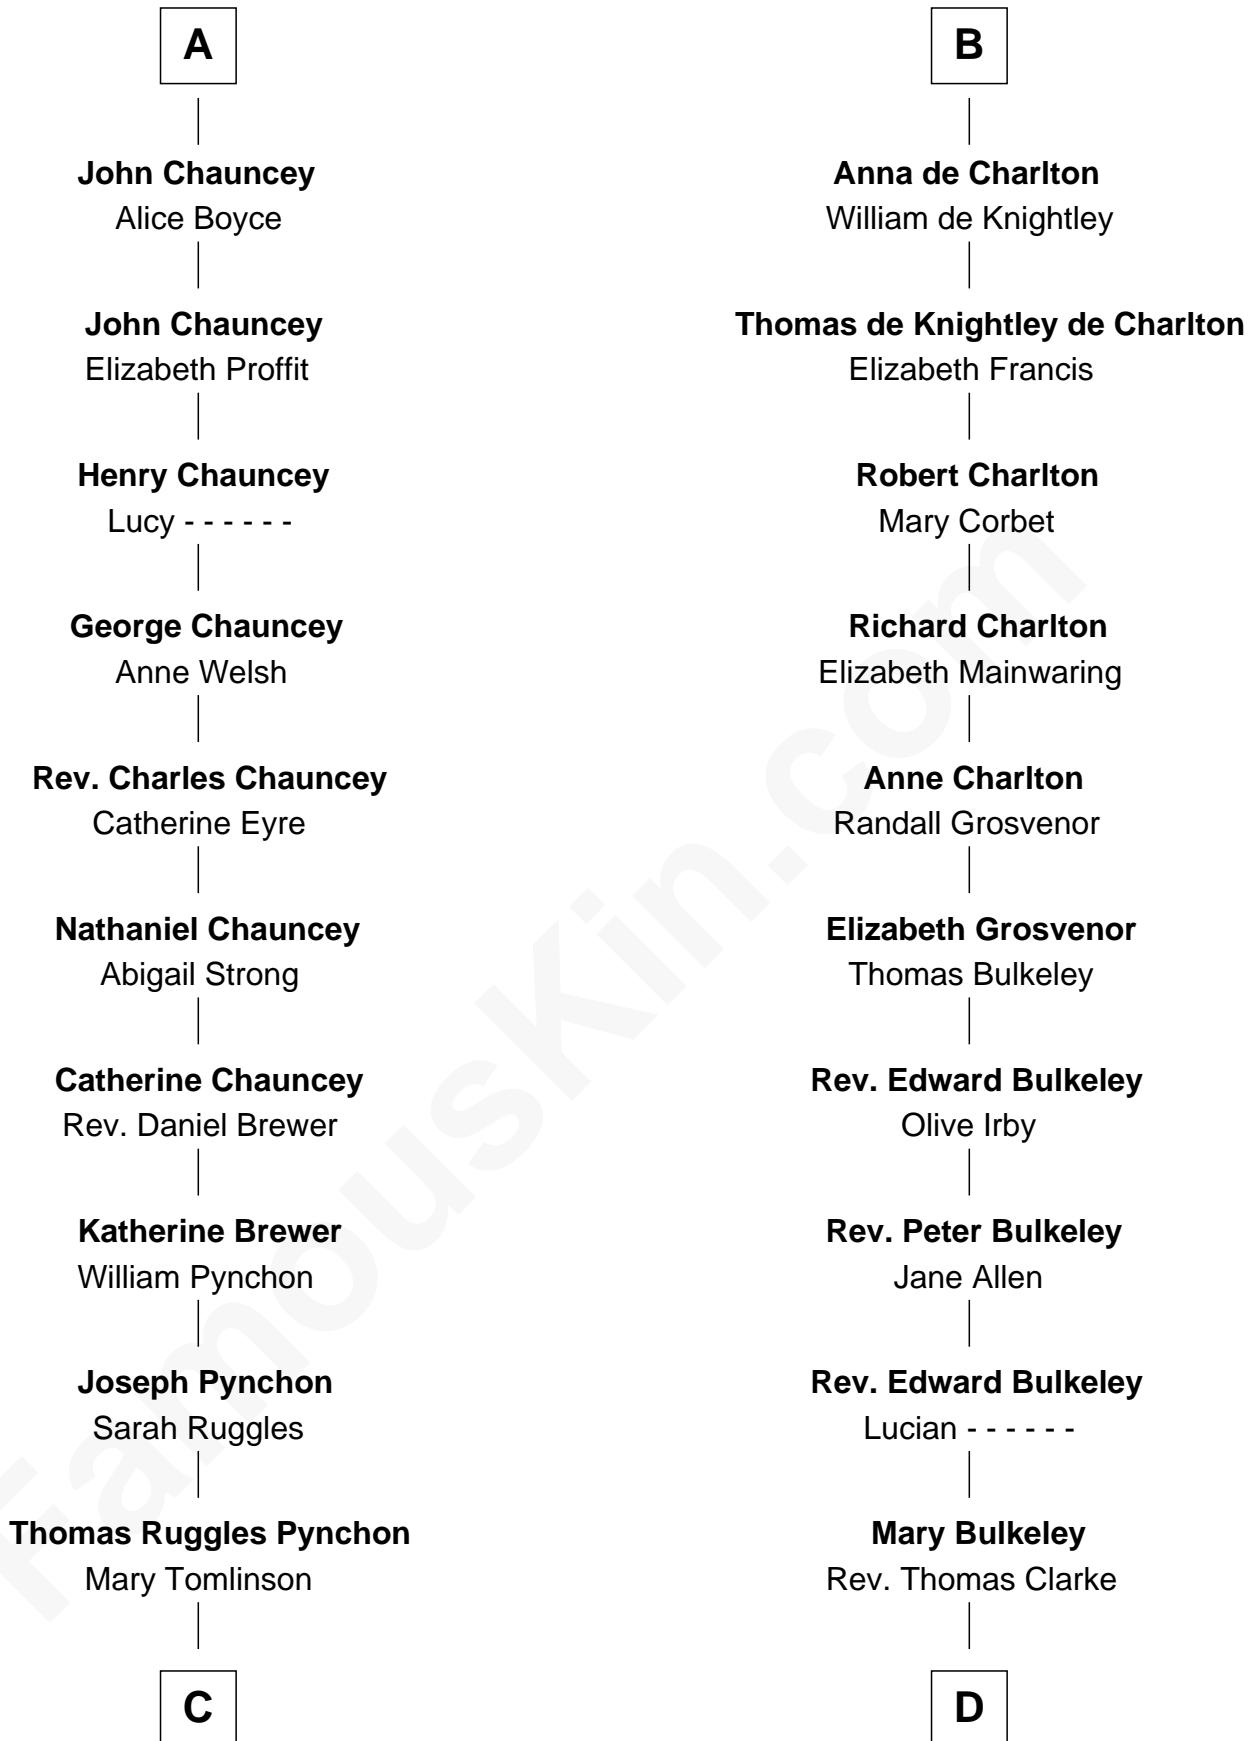 A
John Chauncey
Alice Boyce
John Chauncey
Elizabeth Proffit
Henry Chauncey
Lucy - - - - - -
George Chauncey
Anne Welsh
Rev. Charles Chauncey
Catherine Eyre
Nathaniel Chauncey
Abigail Strong
Catherine Chauncey
Rev. Daniel Brewer
Katherine Brewer
William Pynchon
Joseph Pynchon
Sarah Ruggles
Thomas Ruggles Pynchon
Mary Tomlinson
C
B
Anna de Charlton
William de Knightley
Thomas de Knightley de Charlton
Elizabeth Francis
Robert Charlton
Mary Corbet
Richard Charlton
Elizabeth Mainwaring
Anne Charlton
Randall Grosvenor
Elizabeth Grosvenor
Thomas Bulkeley
Rev. Edward Bulkeley
Olive Irby
Rev. Peter Bulkeley
Jane Allen
Rev. Edward Bulkeley
Lucian - - - - - -
Mary Bulkeley
Rev. Thomas Clarke
D
FamousKin.com